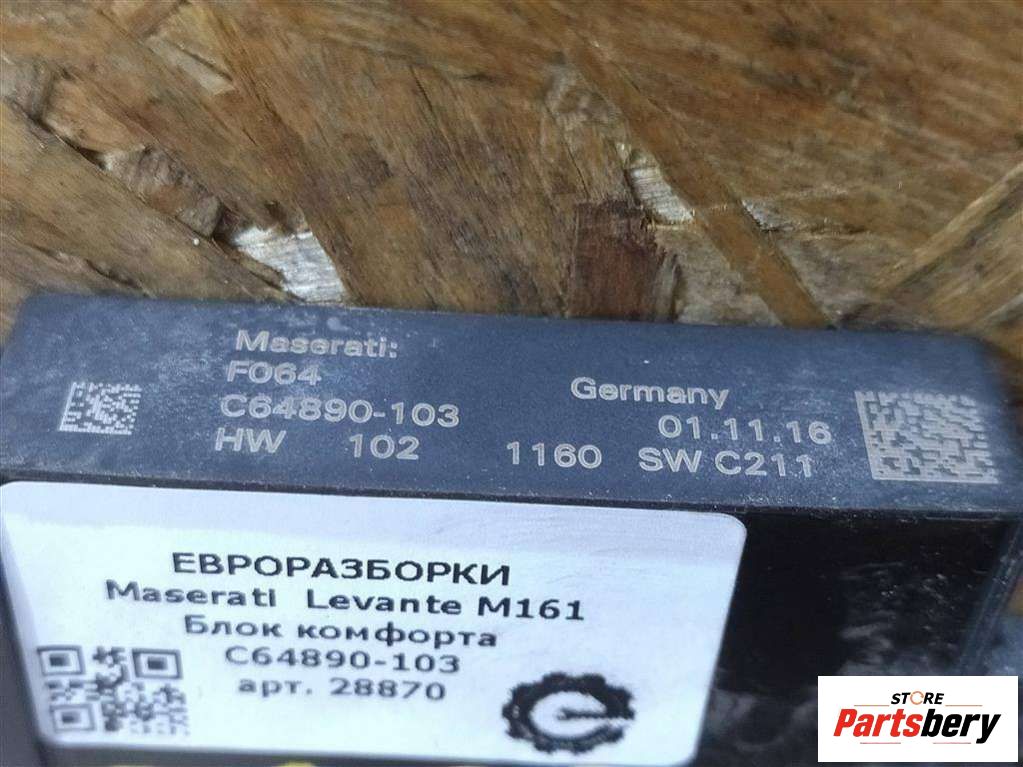 Maserati:
F064
Germany
C64890-103
01.11.16
HW 102 1160 SW C211
ЕВРОРАЗБОРКИ
Maserati Levante M161
Блок комфорта
C64890-103
арт. 28870
STORE
Partsbery